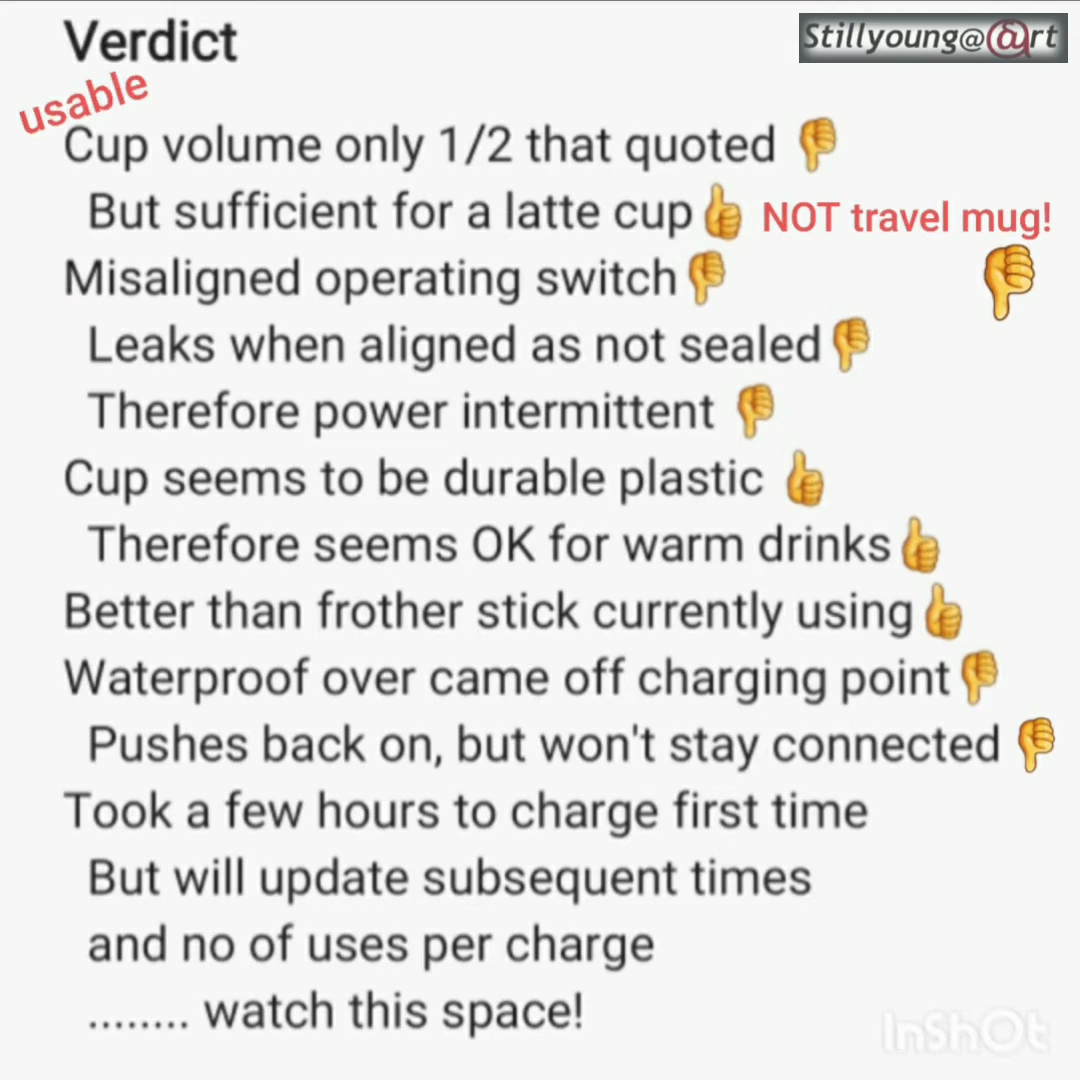 Verdict
Stillyoung@@rt
usable
Cup volume only 1/2 that quoted 👎
But sufficient for a latte cup👍 NOT travel mug!
Misaligned operating switch👎 👎
Leaks when aligned as not sealed👎
Therefore power intermittent 👎
Cup seems to be durable plastic 👍
Therefore seems OK for warm drinks👍
Better than frother stick currently using👍
Waterproof over came off charging point👎
Pushes back on, but won't stay connected 👎
Took a few hours to charge first time
But will update subsequent times
and no of uses per charge
........ watch this space!
InShOt